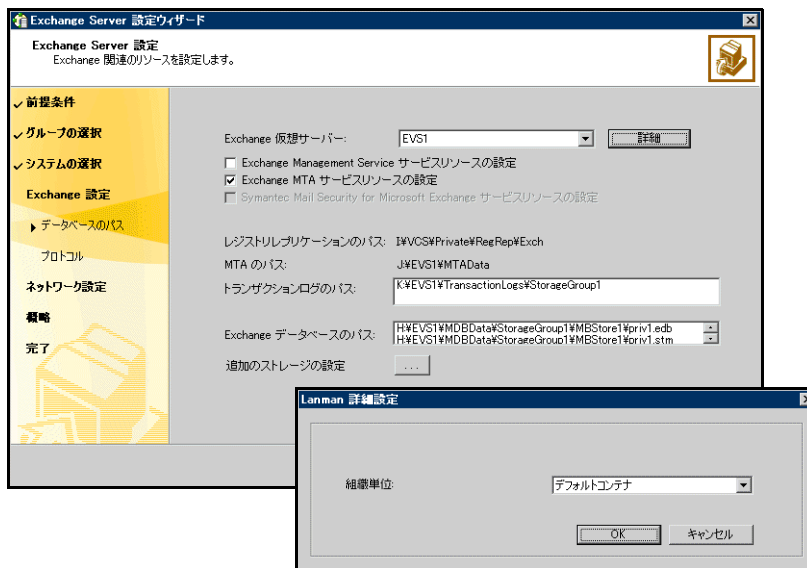 Exchange Server 設定ウィザード
Exchange Server 設定
Exchange 関連のリソースを設定します。
前提条件
グループの選択
システムの選択
Exchange 設定
データベースのパス
プロトコル
ネットワーク設定
概略
完了
Exchange 仮想サーバー: EVS1 詳細
Exchange Management Service サービスリソースの設定
Exchange MTA サービスリソースの設定
Symantec Mail Security for Microsoft Exchange サービスリソースの設定
レジストリレプリケーションのパス: I¥VCS¥Private¥RegRep¥Exch
MTA のパス: J¥EVS1¥MTAData
トランザクションログのパス: K:¥EVS1¥TransactionLogs¥StorageGroup1
Exchange データベースのパス: H:¥EVS1¥MDBData¥StorageGroup1¥MBStore1¥priv1.edb
H:¥EVS1¥MDBData¥StorageGroup1¥MBStore1¥priv1.stm
追加のストレージの設定 ...
Lanman 詳細設定
組織単位: デフォルトコンテナ
OK キャンセル